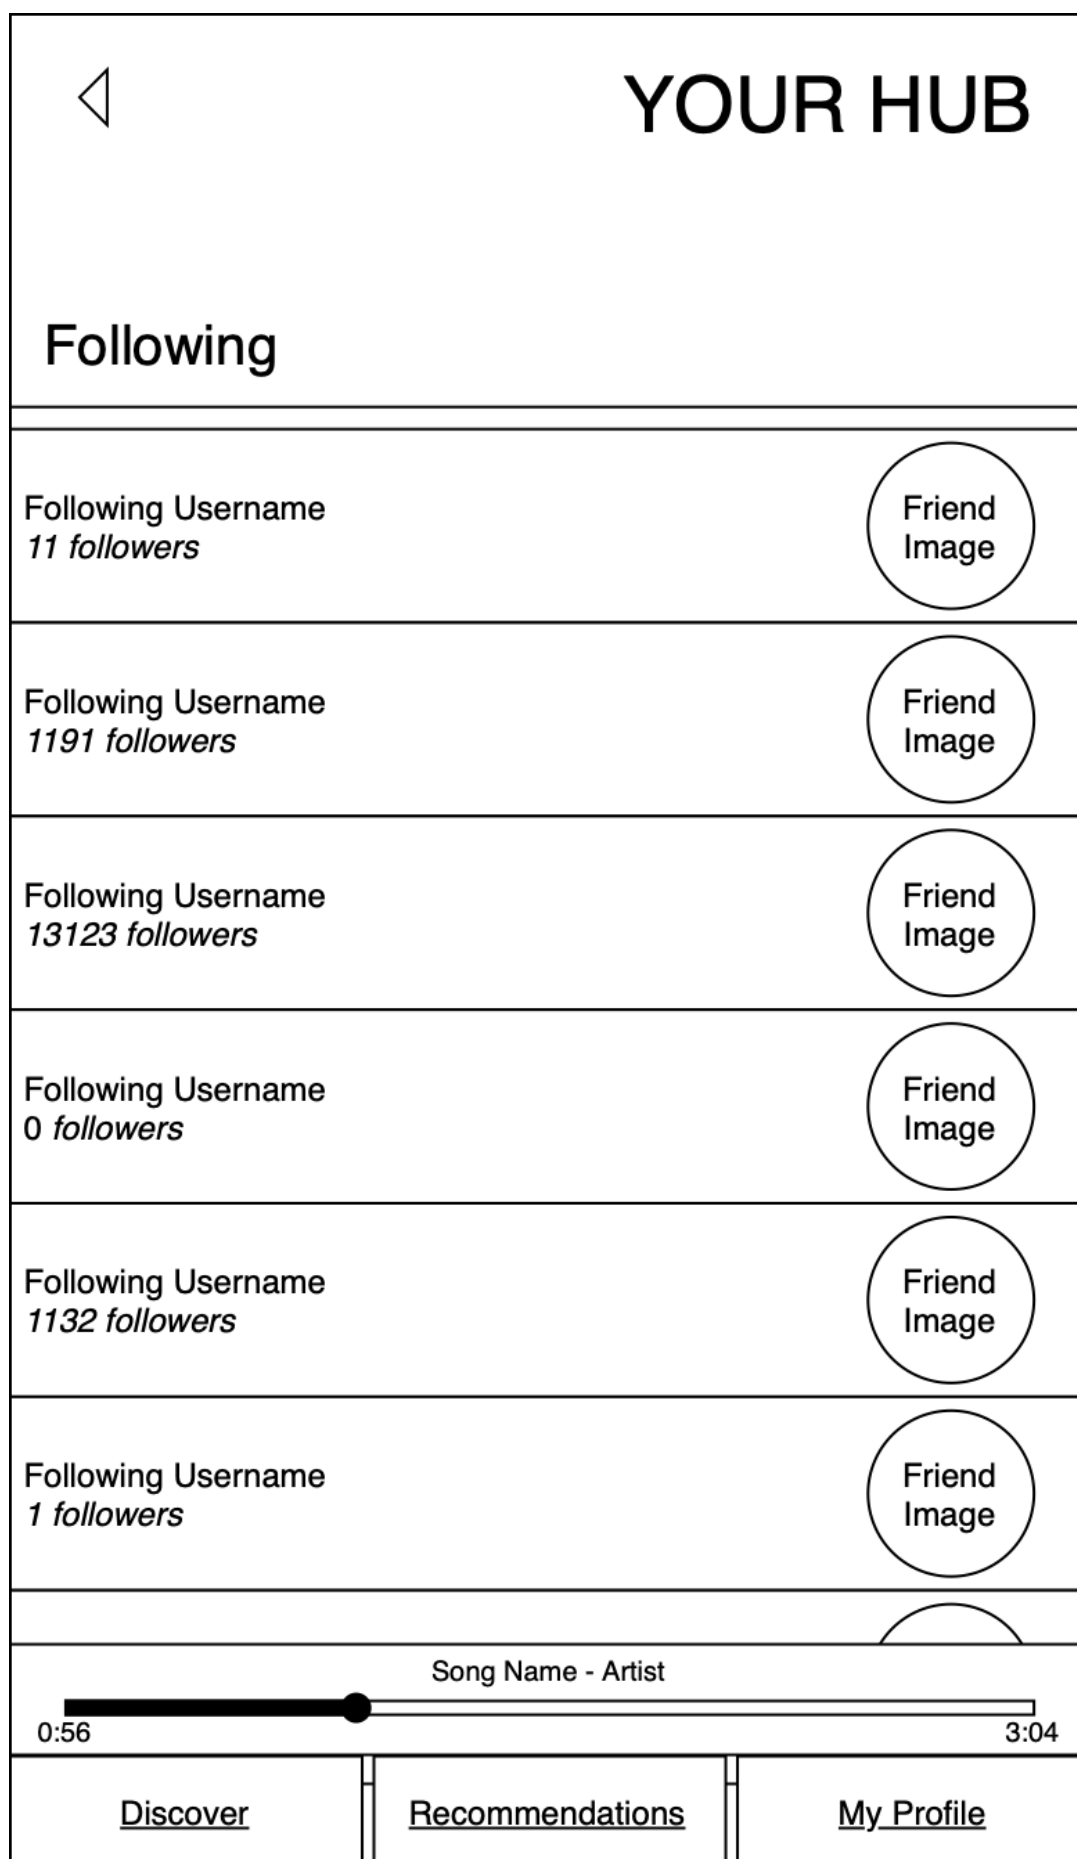 YOUR HUB
Following
Following Username
11 followers
Friend
Image
Following Username
1191 followers
Friend
Image
Following Username
13123 followers
Friend
Image
Following Username
0 followers
Friend
Image
Following Username
1132 followers
Friend
Image
Following Username
1 followers
Friend
Image
Song Name - Artist
0:56
3:04
Discover
Recommendations
My Profile